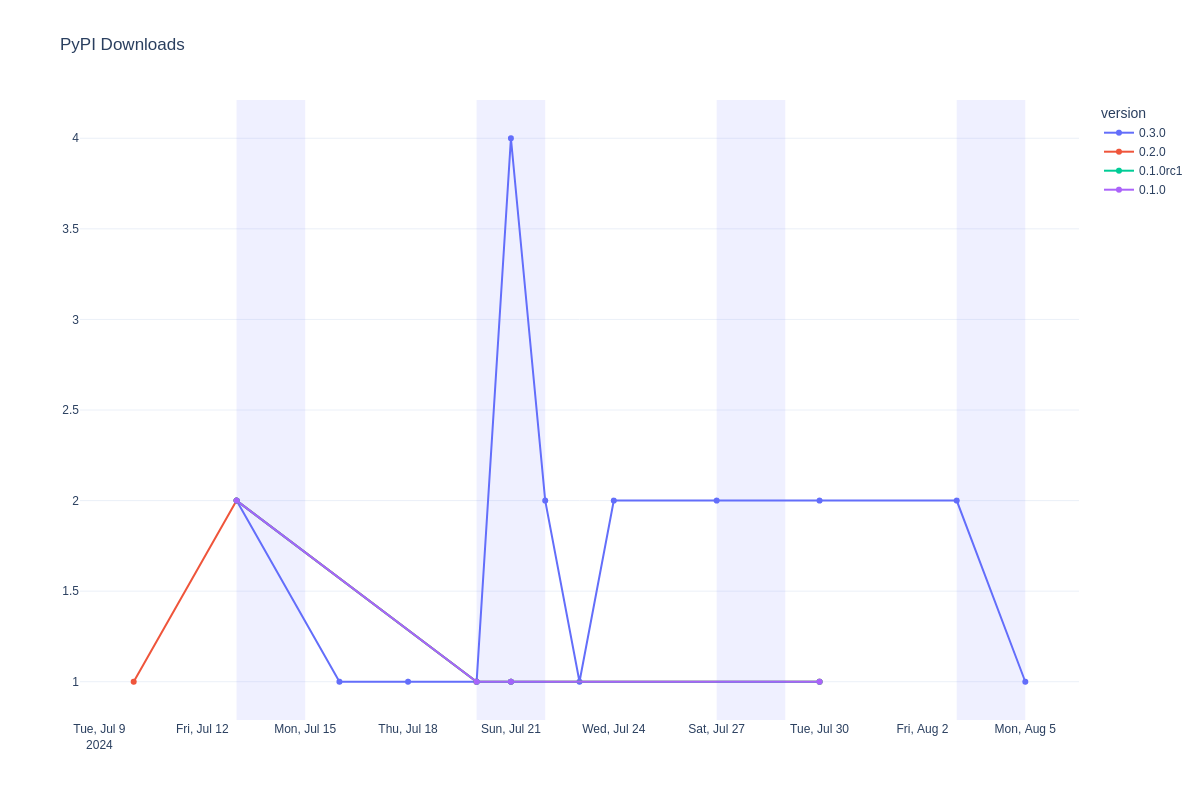 PyPI Downloads
version
0.3.0
0.2.0
0.1.0rc1
0.1.0
4
3.5
3
2.5
2
1.5
1
Tue, Jul 9
2024
Fri, Jul 12
Mon, Jul 15
Thu, Jul 18
Sun, Jul 21
Wed, Jul 24
Sat, Jul 27
Tue, Jul 30
Fri, Aug 2
Mon, Aug 5